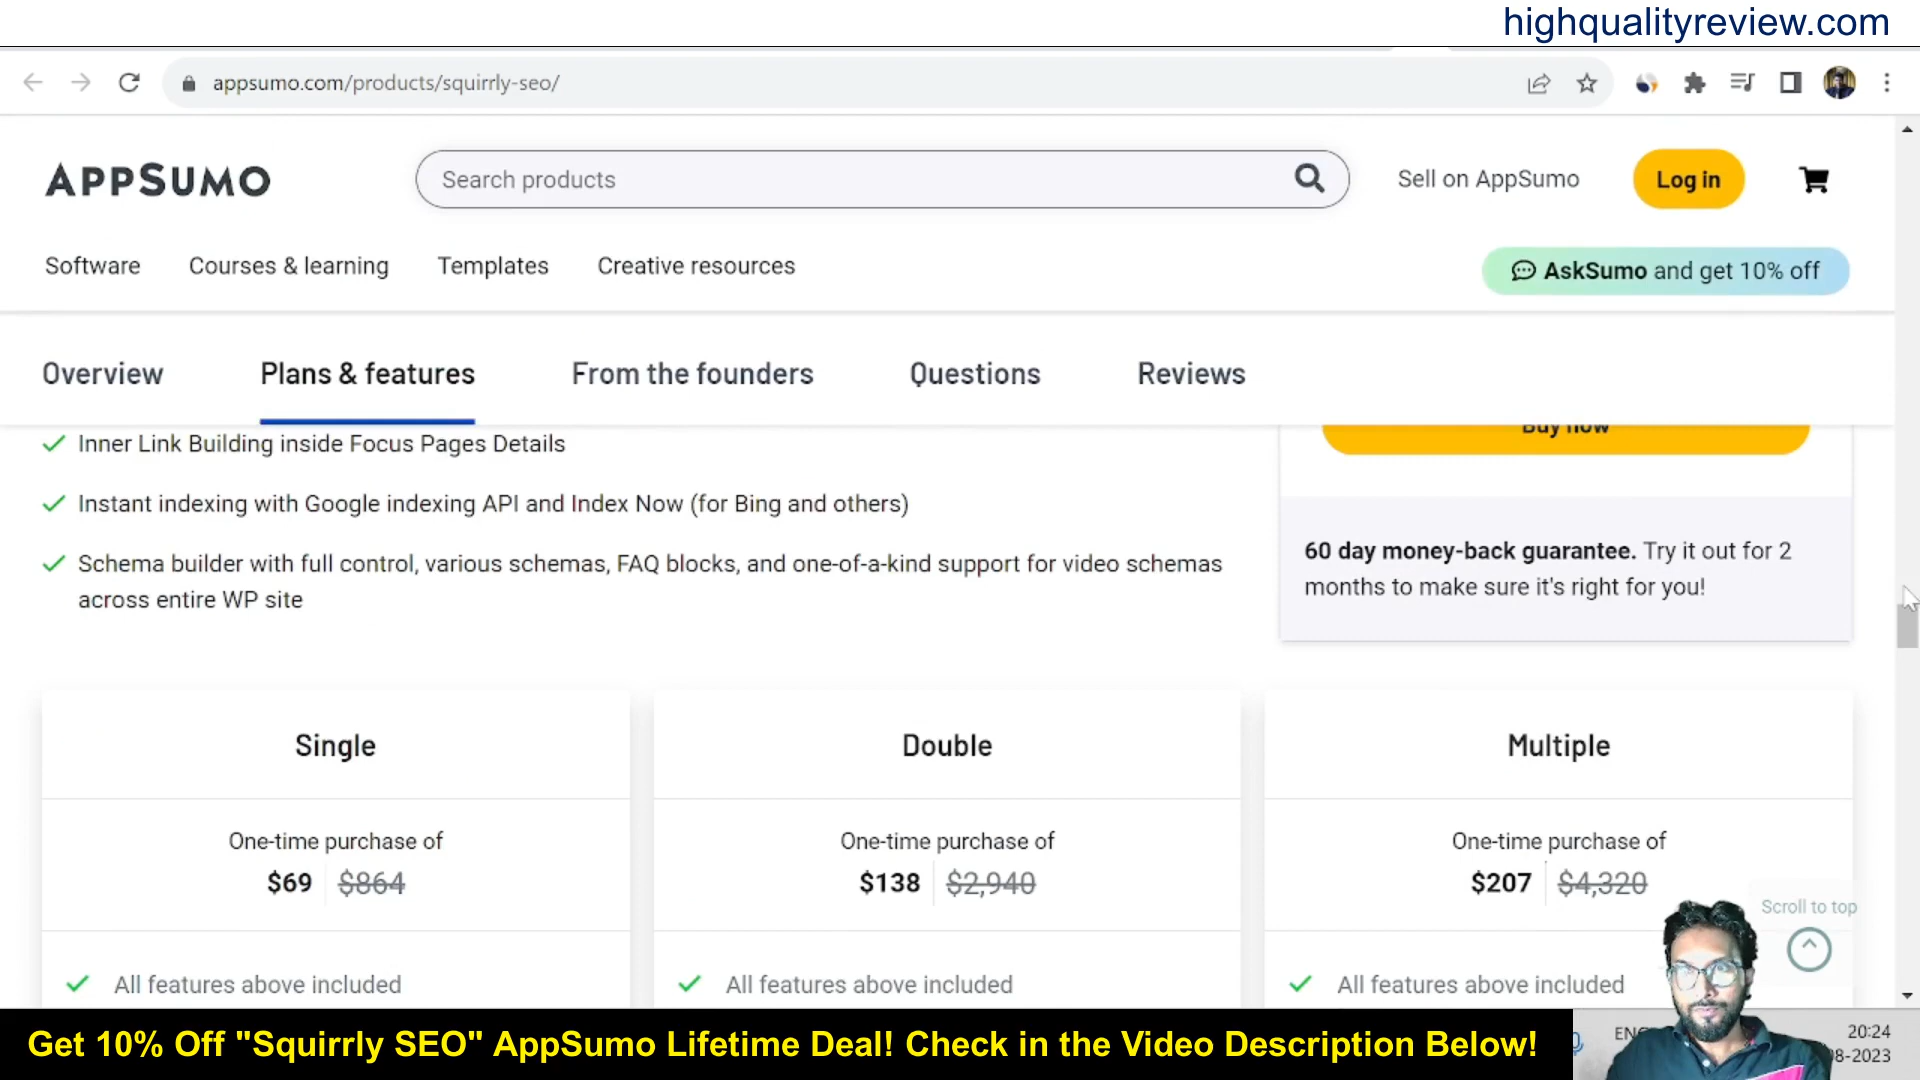 highqualityreview.com
appsumo.com/products/squirrly-seo/
APPSUMO
Search products
Sell on AppSumo
Log in
Software
Courses & learning
Templates
Creative resources
AskSumo and get 10% off
Overview
Plans & features
From the founders
Questions
Reviews
Inner Link Building inside Focus Pages Details
Instant indexing with Google indexing API and Index Now (for Bing and others)
Schema builder with full control, various schemas, FAQ blocks, and one-of-a-kind support for video schemas
across entire WP site
Buy now
60 day money-back guarantee. Try it out for 2
months to make sure it's right for you!
Single
One-time purchase of
$69 $864
All features above included
Double
One-time purchase of
$138 $2,940
All features above included
Multiple
One-time purchase of
$207 $4,320
All features above included
Scroll to top
Get 10% Off "Squirrly SEO" AppSumo Lifetime Deal! Check in the Video Description Below!
20:24
8-2023